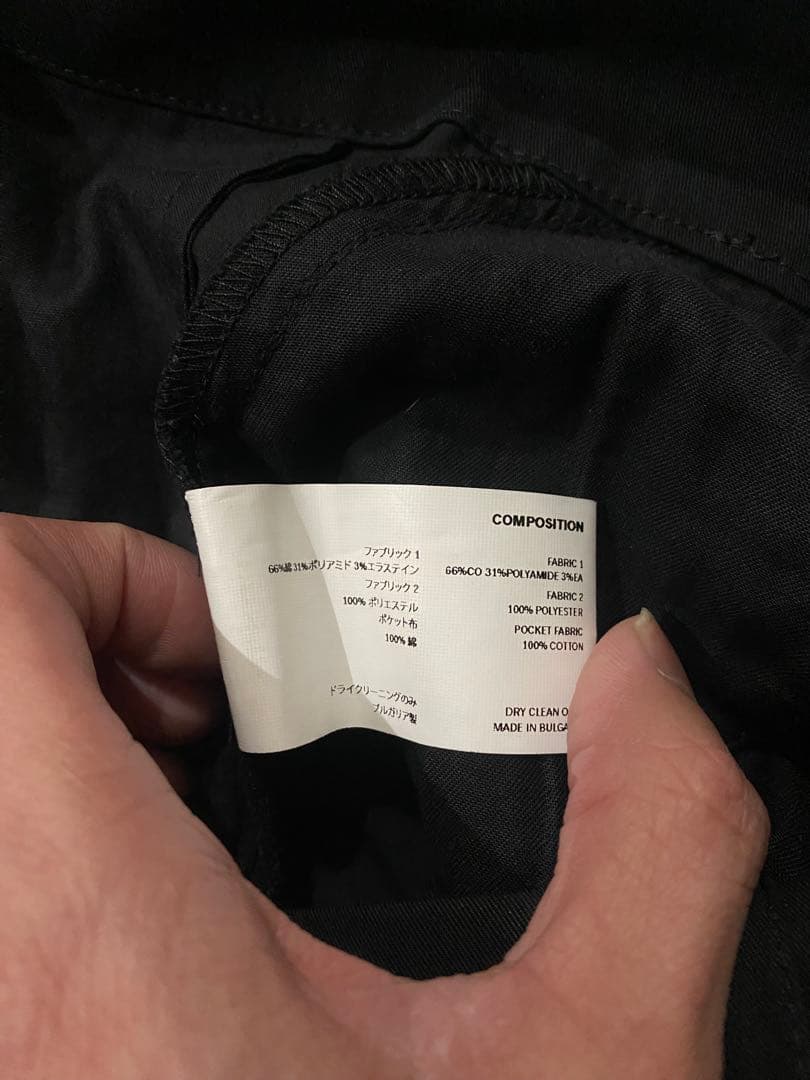 COMPOSITION
ファブリック 1
66%綿 31%ポリアミド 3%エラステイン
ファブリック 2
100% ポリエステル
ポケット布
100% 綿
ドライクリーニングのみ
ブルガリア製
FABRIC 1
66%CO 31%POLYAMIDE 3%EA
FABRIC 2
100% POLYESTER
POCKET FABRIC
100% COTTON
DRY CLEAN
MADE IN